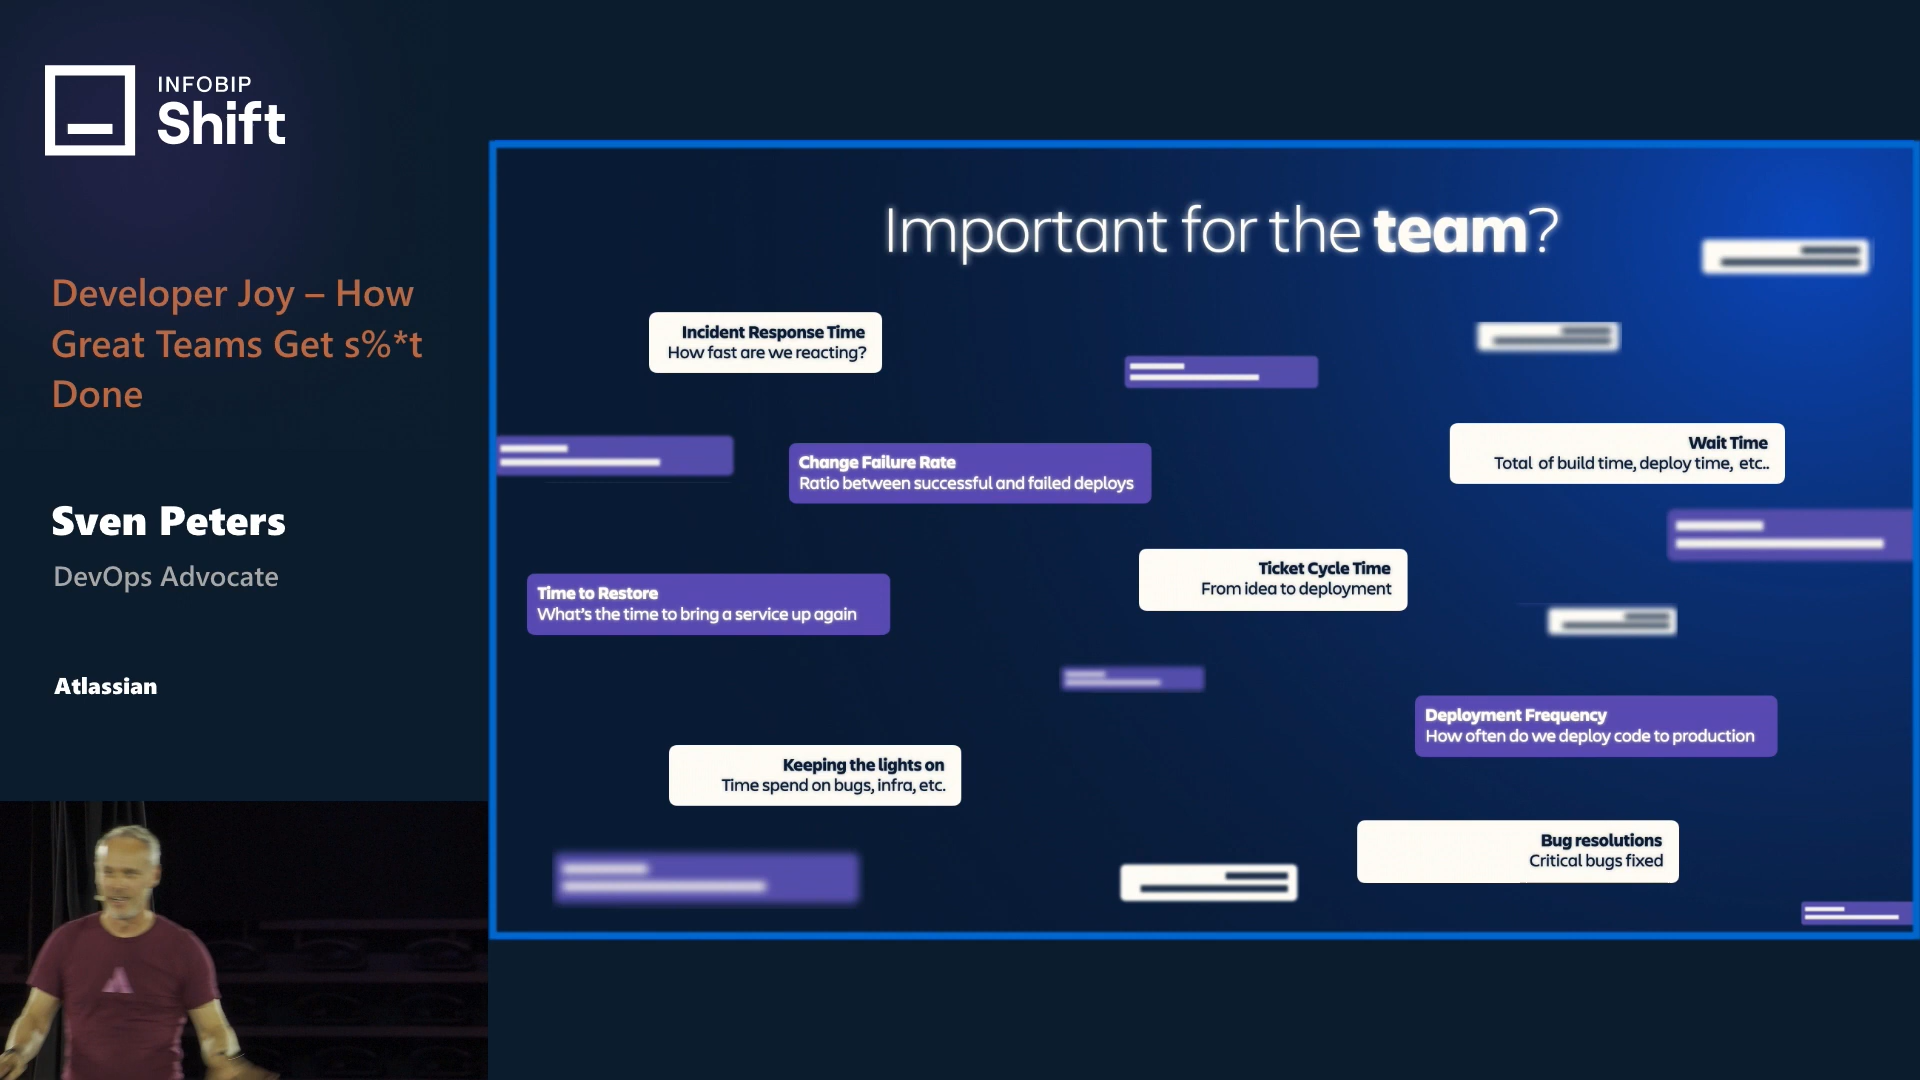 INFOBIP
Shift
Developer Joy – How
Great Teams Get s%*t
Done
Sven Peters
DevOps Advocate
Atlassian
Important for the team?
Incident Response Time
How fast are we reacting?
Change Failure Rate
Ratio between successful and failed deploys
Wait Time
Total of build time, deploy time, etc..
Ticket Cycle Time
From idea to deployment
Time to Restore
What's the time to bring a service up again
Deployment Frequency
How often do we deploy code to production
Keeping the lights on
Time spend on bugs, infra, etc.
Bug resolutions
Critical bugs fixed